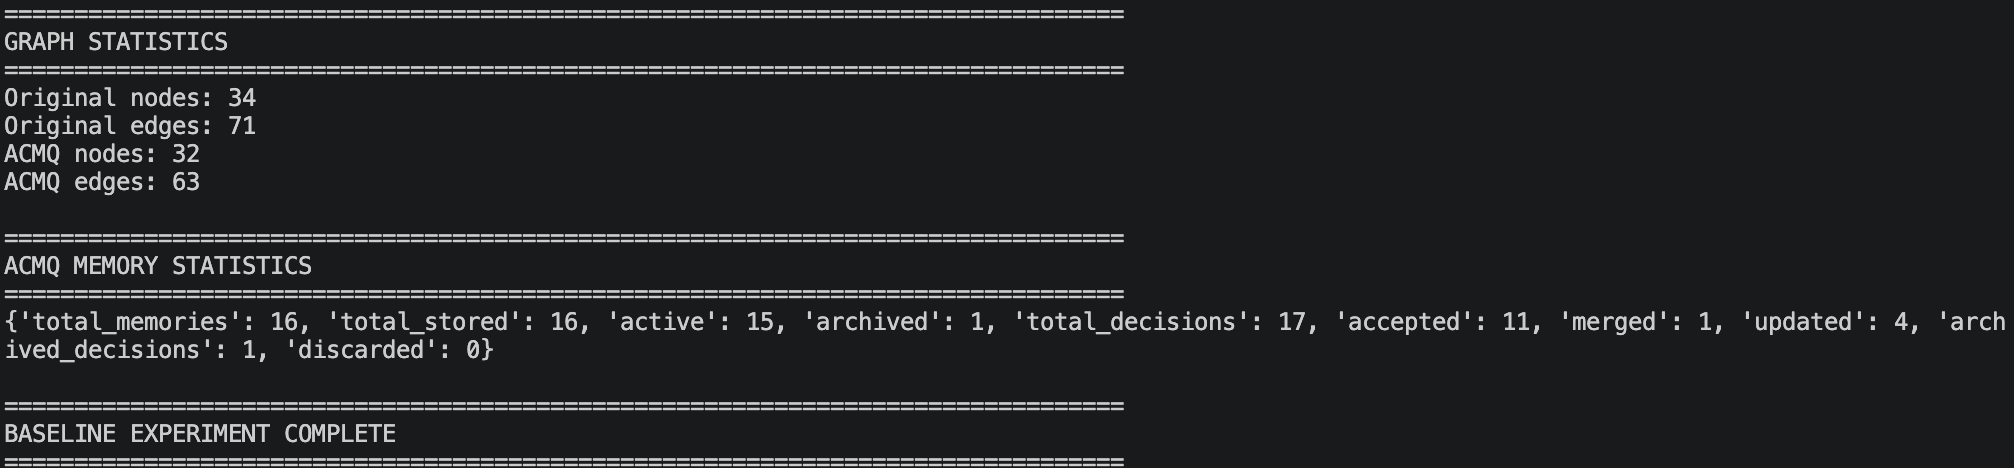 ================================================================================
GRAPH STATISTICS
================================================================================
Original nodes: 34
Original edges: 71
ACMQ nodes: 32
ACMQ edges: 63
================================================================================
ACMQ MEMORY STATISTICS
================================================================================
{'total_memories': 16, 'total_stored': 16, 'active': 15, 'archived': 1, 'total_decisions': 17, 'accepted': 11, 'merged': 1, 'updated': 4, 'arch
ived_decisions': 1, 'discarded': 0}
================================================================================
BASELINE EXPERIMENT COMPLETE
================================================================================